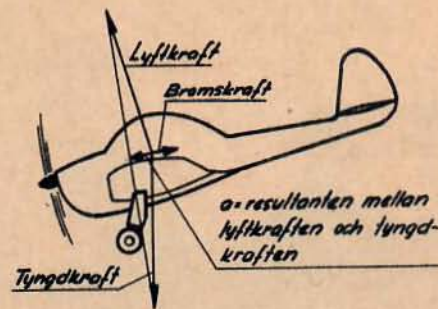 Lyftkraft
Bromskraft
a= resultanten mellan
lyftkraften och tyngd-
kraften
Tyngdkraft